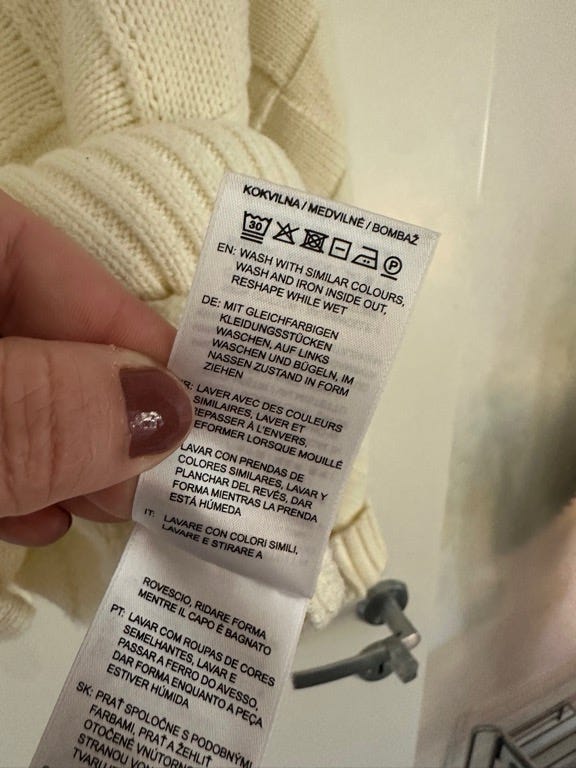 KOKVILNA / MEDVILNĖ / BOMBAŽ
30 P
EN: WASH WITH SIMILAR COLOURS,
WASH AND IRON INSIDE OUT,
RESHAPE WHILE WET
DE: MIT GLEICHFARBIGEN
KLEIDUNGSSTÜCKEN
WASCHEN, AUF LINKS
WASCHEN UND BÜGELN, IM
NASSEN ZUSTAND IN FORM
ZIEHEN
LAVER AVEC DES COULEURS
SIMILAIRES, LAVER ET
REPASSER À L'ENVERS,
REFORMER LORSQUE MOUILLÉ
LAVAR CON PRENDAS DE
COLORES SIMILARES, LAVAR Y
PLANCHAR DEL REVÉS, DAR
FORMA MIENTRAS LA PRENDA
ESTÁ HÚMEDA
IT: LAVARE CON COLORI SIMILI,
LAVARE E STIRARE A
ROVESCIO, RIDARE FORMA
MENTRE IL CAPO È BAGNATO
PT: LAVAR COM ROUPAS DE CORES
SEMELHANTES, LAVAR E
PASSAR A FERRO DO AVESSO,
DAR FORMA ENQUANTO A PEÇA
ESTIVER HÚMIDA
SK: PRAŤ SPOLOČNE S PODOBNÝMI
FARBAMI, PRAŤ A ŽEHLIŤ
OTOČENÉ VNÚTORNOU
STRANOU VON
TVARU